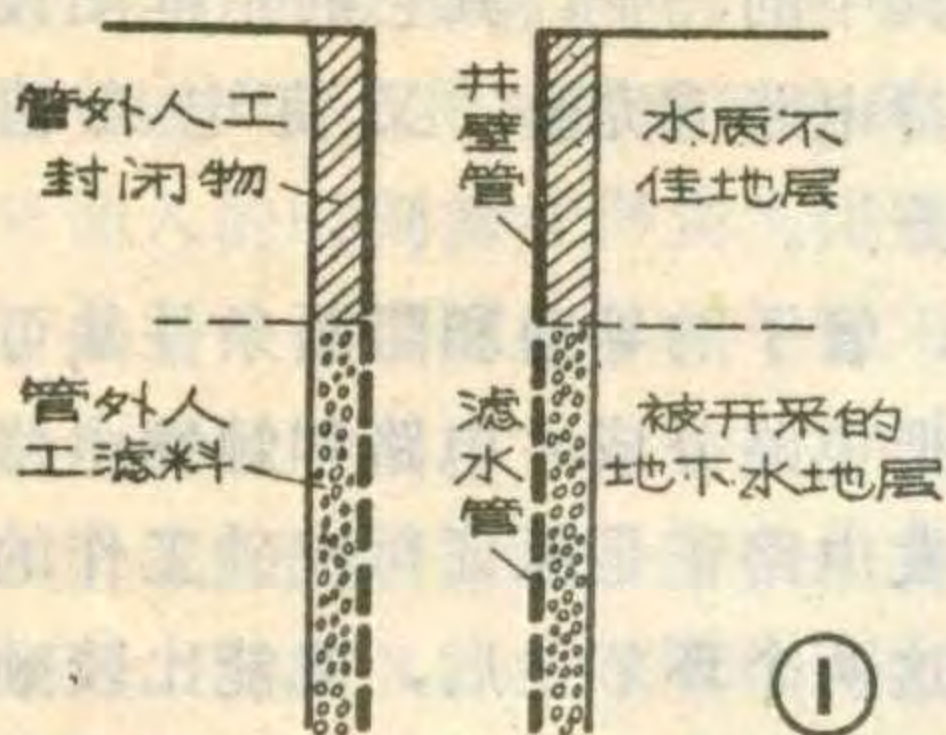 管外人工
封闭物
井壁管
水质不
佳地层
管外人
工滤料
滤水管
被开采的
地下水地层
①